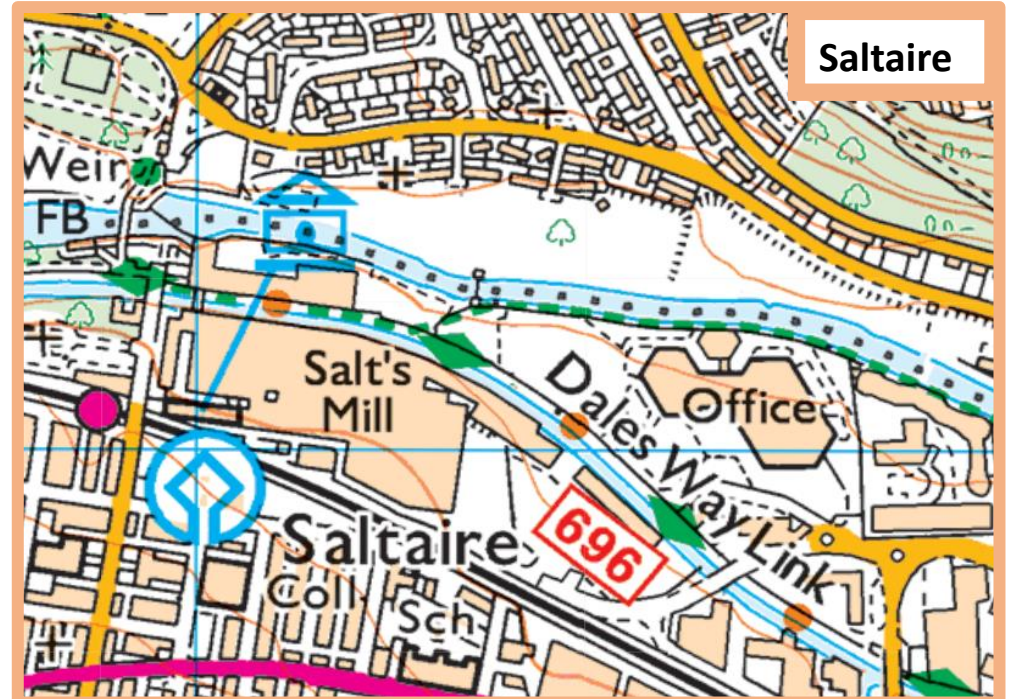 Saltaire
Weir
FB
Salt's
Mill
Office
Dales Way Link
696
Saltaire
Coll
Sch